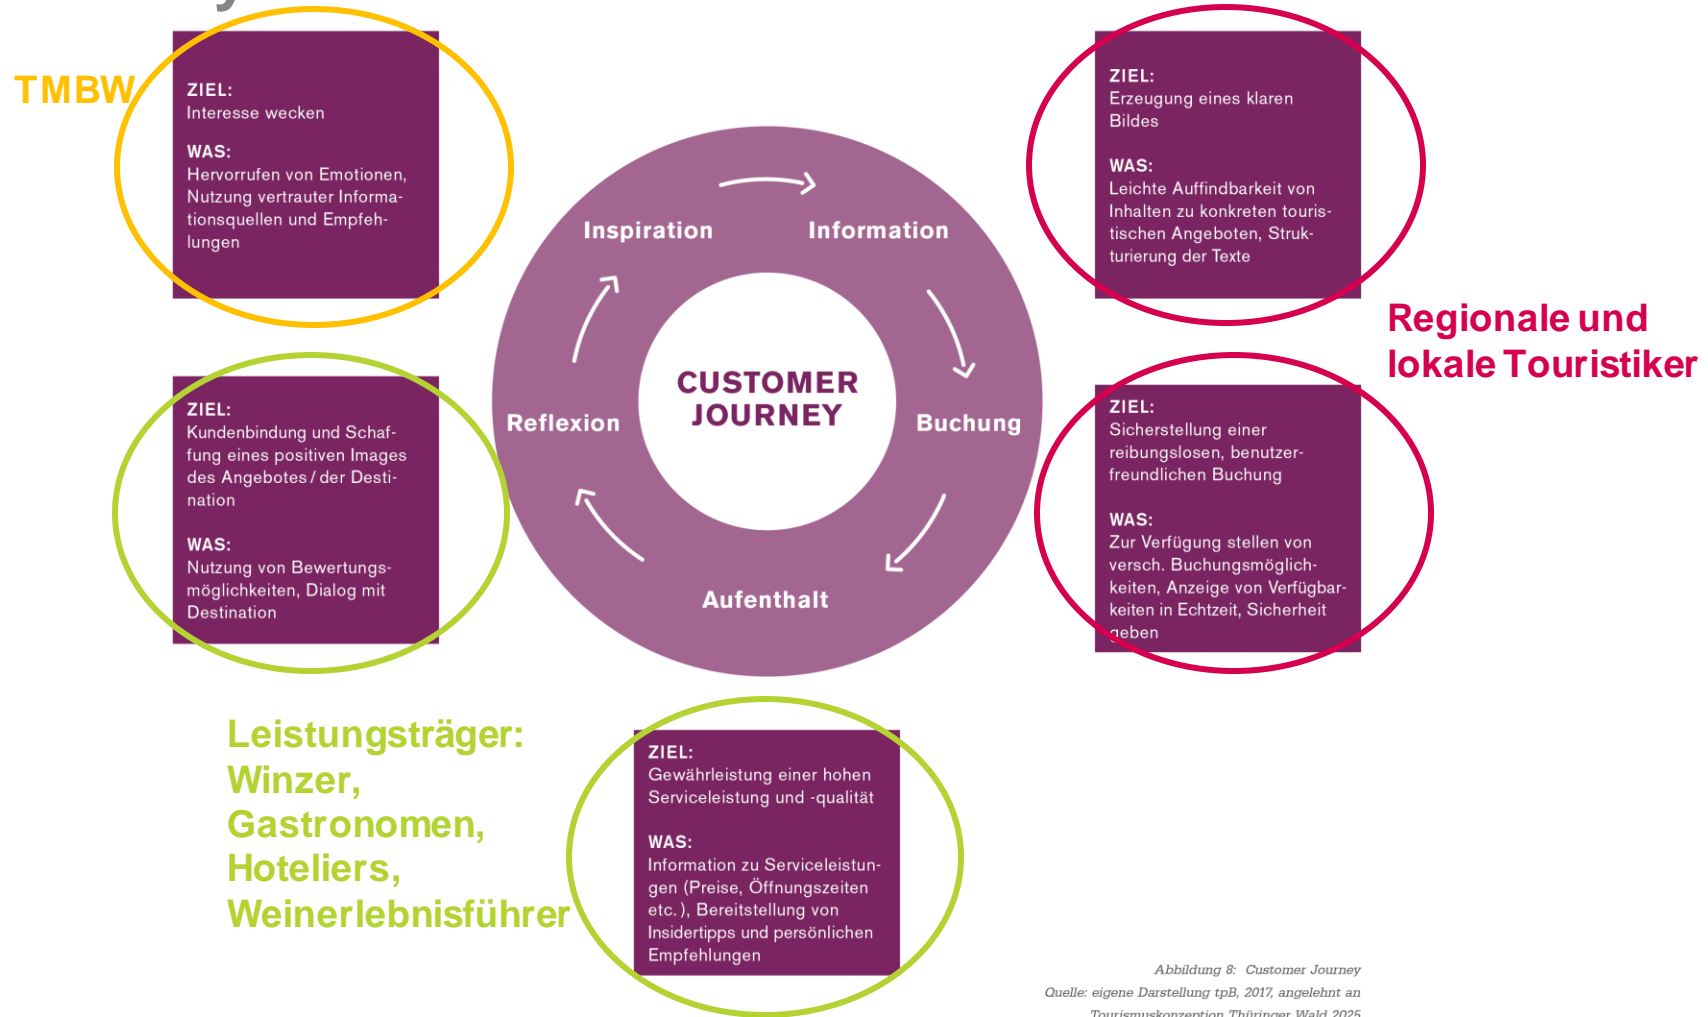 TMBW
ZIEL:
Interesse wecken
WAS:
Hervorrufen von Emotionen,
Nutzung vertrauter Informa-
tionsquellen und Empfeh-
lungen
ZIEL:
Erzeugung eines klaren
Bildes
WAS:
Leichte Auffindbarkeit von
Inhalten zu konkreten touris-
tischen Angeboten, Struk-
turierung der Texte
Inspiration
Information
Regionale und
lokale Touristiker
CUSTOMER
JOURNEY
Reflexion
Buchung
Aufenthalt
ZIEL:
Kundenbindung und Schaf-
fung eines positiven Images
des Angebotes / der Desti-
nation
WAS:
Nutzung von Bewertungs-
möglichkeiten, Dialog mit
Destination
ZIEL:
Sicherstellung einer
reibungslosen, benutzer-
freundlichen Buchung
WAS:
Zur Verfügung stellen von
versch. Buchungsmöglich-
keiten, Anzeige von Verfügbar-
keiten in Echtzeit, Sicherheit
geben
Leistungsträger:
Winzer,
Gastronomen,
Hoteliers,
Weinerlebnisführer
ZIEL:
Gewährleistung einer hohen
Serviceleistung und -qualität
WAS:
Information zu Serviceleistun-
gen (Preise, Öffnungszeiten
etc.), Bereitstellung von
Insidertipps und persönlichen
Empfehlungen
Abbildung 8: Customer Journey
Quelle: eigene Darstellung tpB, 2017, angelehnt an
Tourismuskonzeption Thüringer Wald 2025